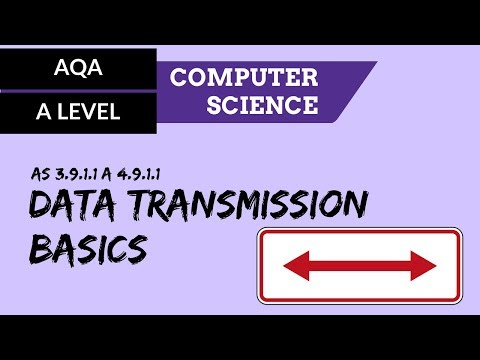 AQA
A LEVEL
COMPUTER
SCIENCE
AS 3.9.1.1 A 4.9.1.1
DATA TRANSMISSION
BASICS